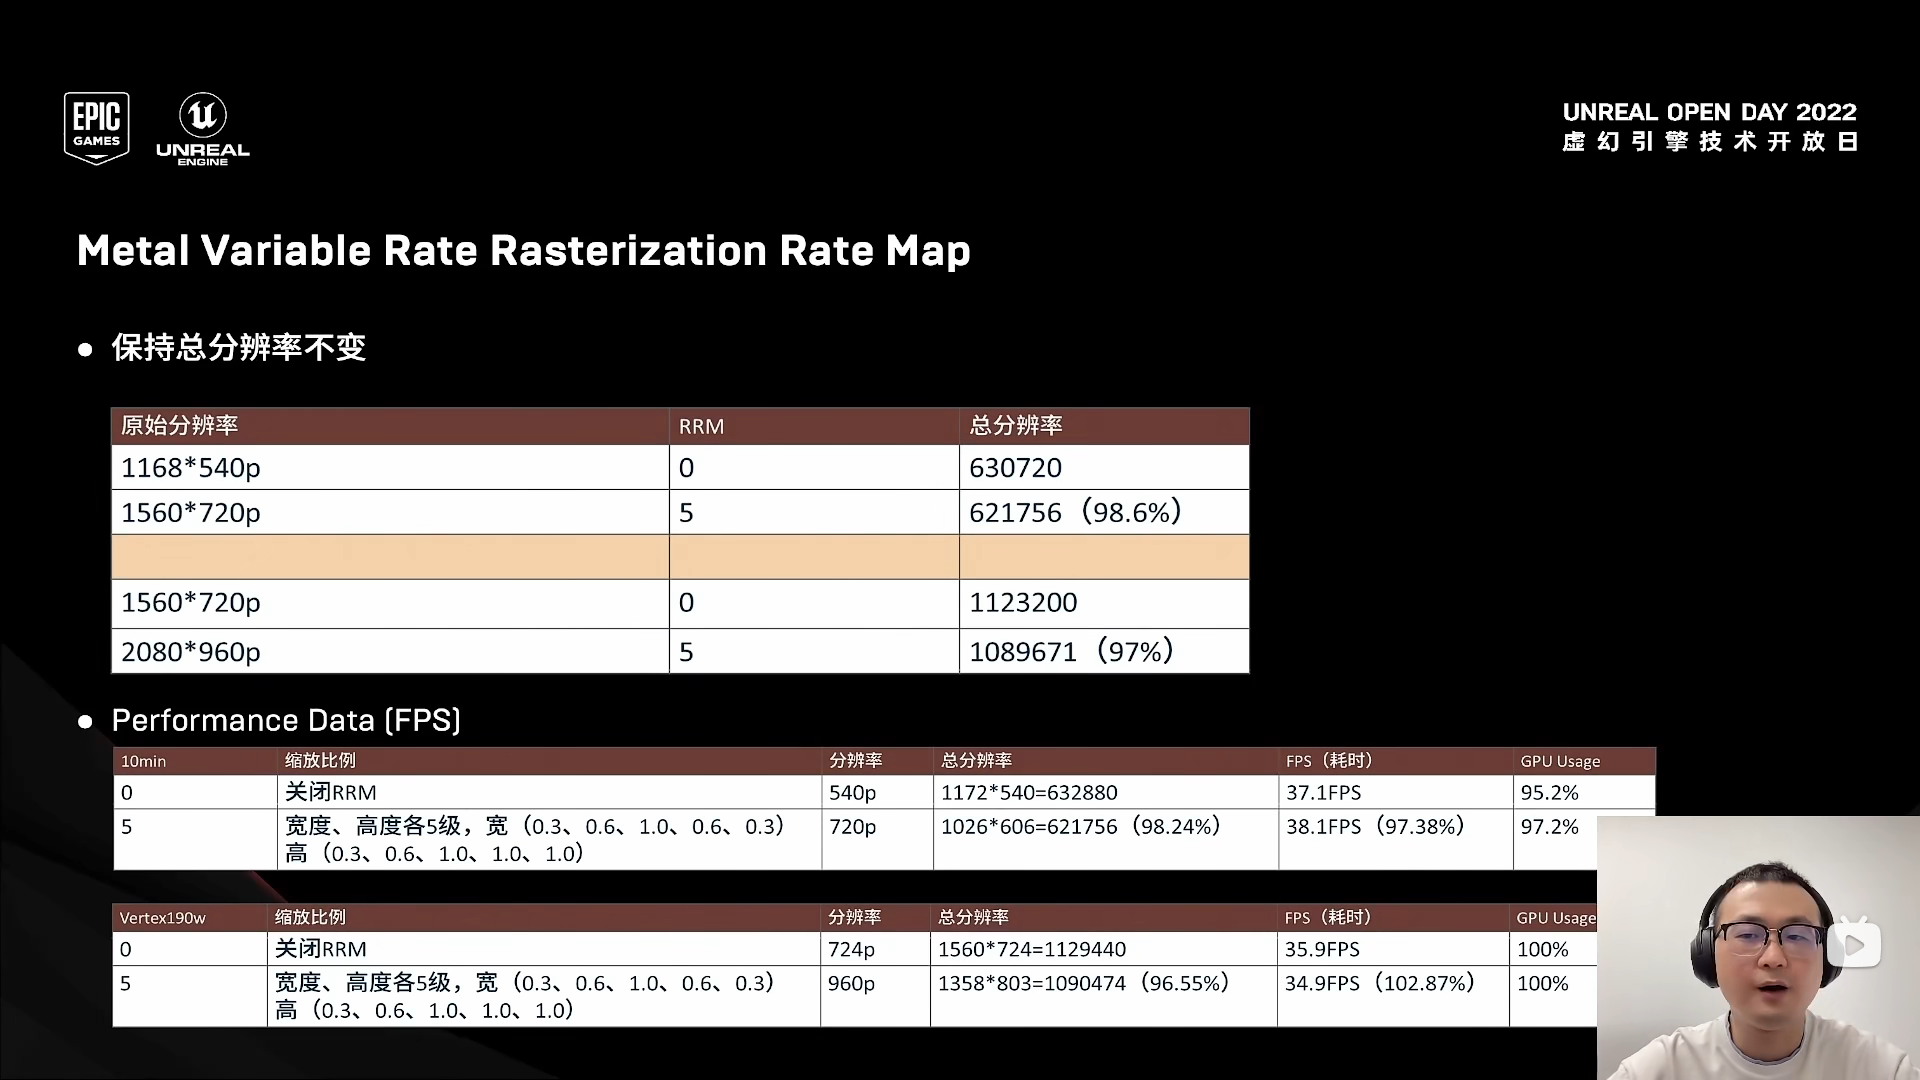 EPIC
GAMES
UNREAL
ENGINE
UNREAL OPEN DAY 2022
虚幻引擎技术开放日
Metal Variable Rate Rasterization Rate Map
● 保持总分辨率不变
原始分辨率 RRM 总分辨率
1168*540p 0 630720
1560*720p 5 621756（98.6%）
1560*720p 0 1123200
2080*960p 5 1089671（97%）
● Performance Data (FPS)
10min 缩放比例 分辨率 总分辨率 FPS（耗时） GPU Usage
0 关闭RRM 540p 1172*540=632880 37.1FPS 95.2%
5 宽度、高度各5级，宽（0.3、0.6、1.0、0.6、0.3） 720p 1026*606=621756（98.24%） 38.1FPS（97.38%） 97.2%
高（0.3、0.6、1.0、1.0、1.0）
Vertex190w 缩放比例 分辨率 总分辨率 FPS（耗时） GPU Usage
0 关闭RRM 724p 1560*724=1129440 35.9FPS 100%
5 宽度、高度各5级，宽（0.3、0.6、1.0、0.6、0.3） 960p 1358*803=1090474（96.55%） 34.9FPS（102.87%） 100%
高（0.3、0.6、1.0、1.0、1.0）